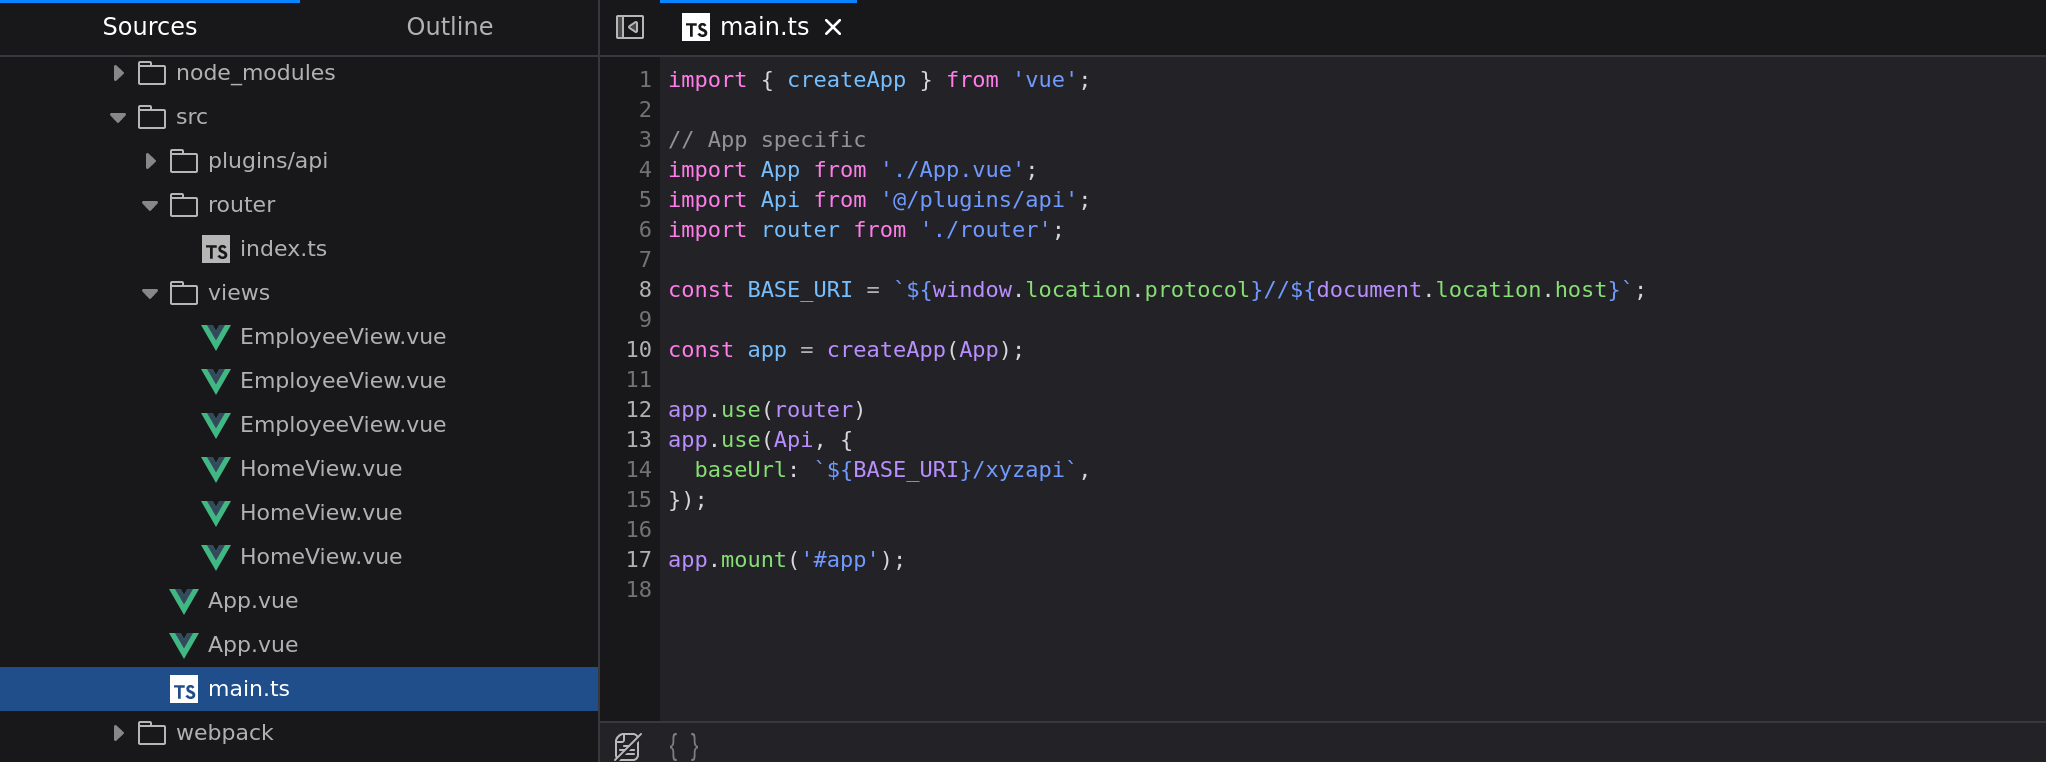 Sources
Outline
node_modules
src
plugins/api
router
TS index.ts
views
EmployeeView.vue
EmployeeView.vue
EmployeeView.vue
HomeView.vue
HomeView.vue
HomeView.vue
App.vue
App.vue
TS main.ts
webpack
TS main.ts
1 import { createApp } from 'vue';
2
3 // App specific
4 import App from './App.vue';
5 import Api from '@/plugins/api';
6 import router from './router';
7
8 const BASE_URI = `${window.location.protocol}//${document.location.host}`;
9
10 const app = createApp(App);
11
12 app.use(router)
13 app.use(Api, {
14   baseUrl: `${BASE_URI}/xyzapi`,
15 });
16
17 app.mount('#app');
18
{ }